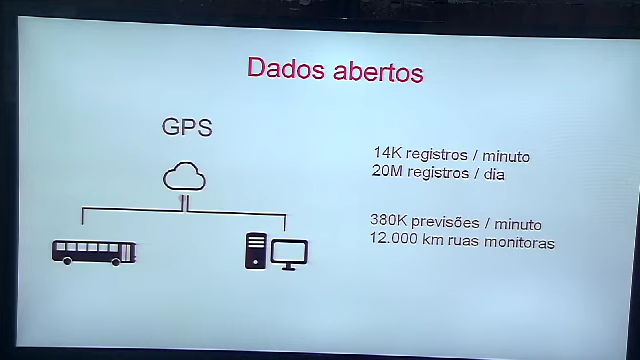 Dados abertos
GPS
14K registros / minuto
20M registros / dia
380K previsões / minuto
12.000 km ruas monitoras